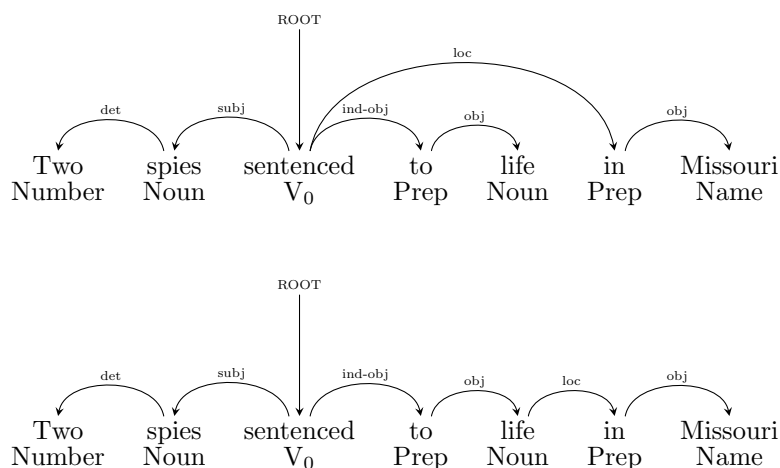 ROOT
loc
det subj ind-obj obj obj
Two spies sentenced to life in Missouri
Number Noun V₀ Prep Noun Prep Name
ROOT
det subj ind-obj obj loc obj
Two spies sentenced to life in Missouri
Number Noun V₀ Prep Noun Prep Name